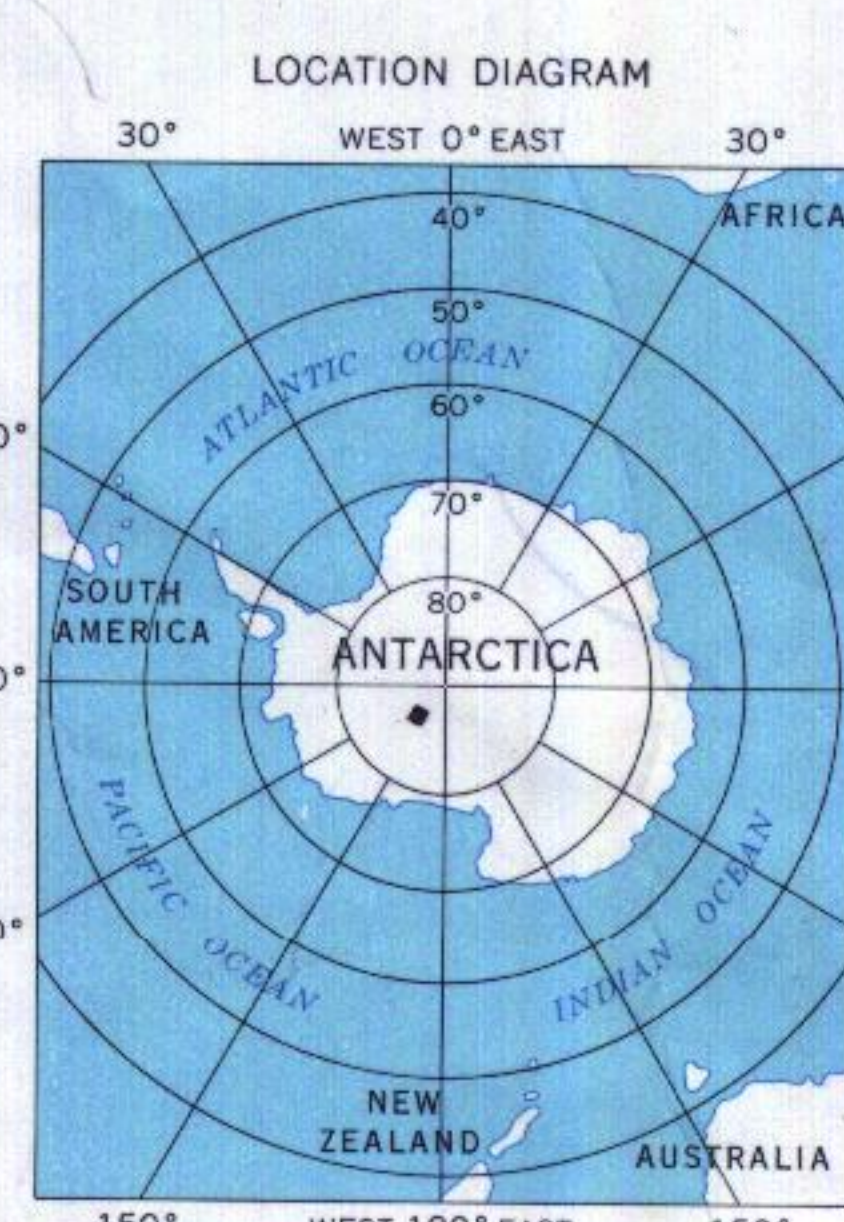 LOCATION DIAGRAM
30° WEST 0° EAST 30°
AFRICA
40°
50°
ATLANTIC OCEAN
60°
70°
SOUTH
AMERICA
80°
ANTARCTICA
PACIFIC OCEAN
INDIAN OCEAN
NEW
ZEALAND
AUSTRALIA